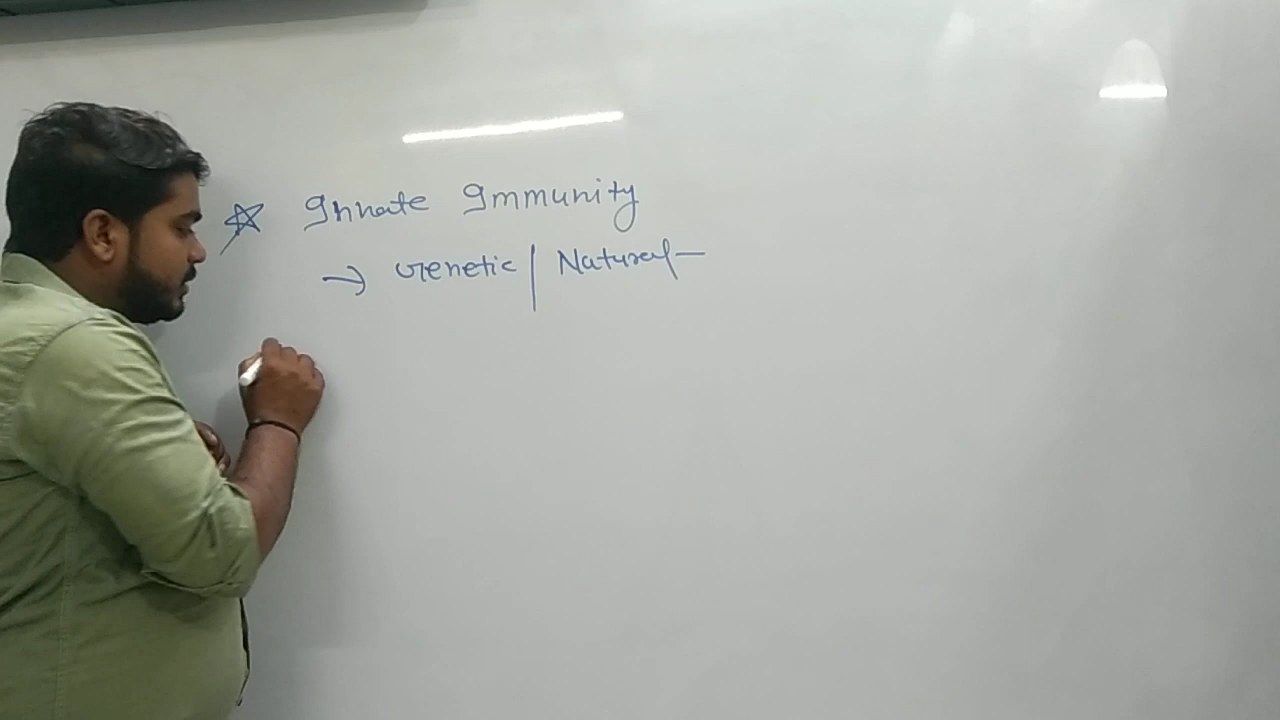 ☆ Innate Immunity
→ Genetic / Natural -